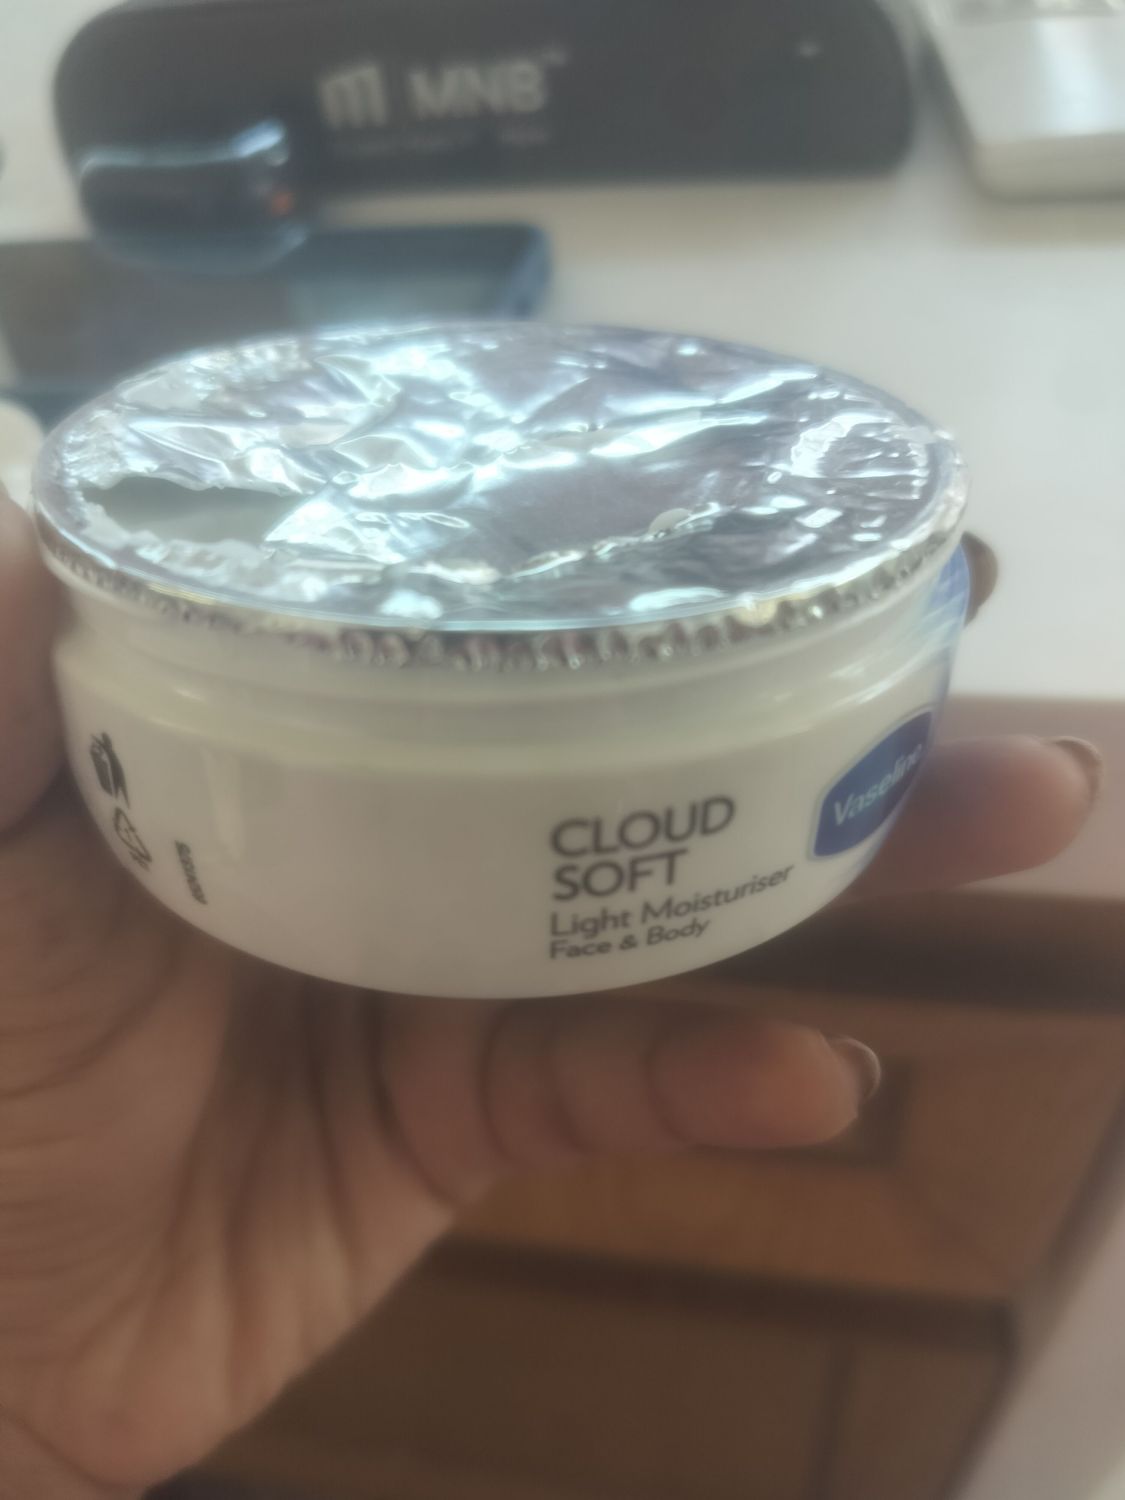 MNB
CLOUD
SOFT
Light Moisturiser
Face & Body
Vaseline